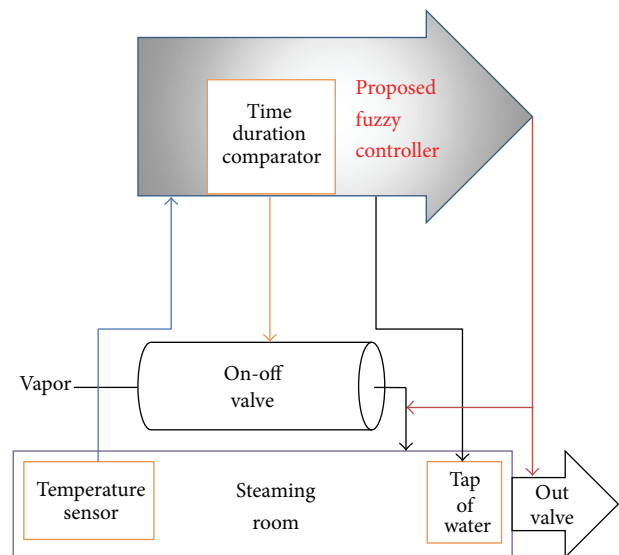 Time
duration
comparator
Proposed
fuzzy
controller
Vapor
On-off
valve
Temperature
sensor
Steaming
room
Tap
of
water
Out
valve